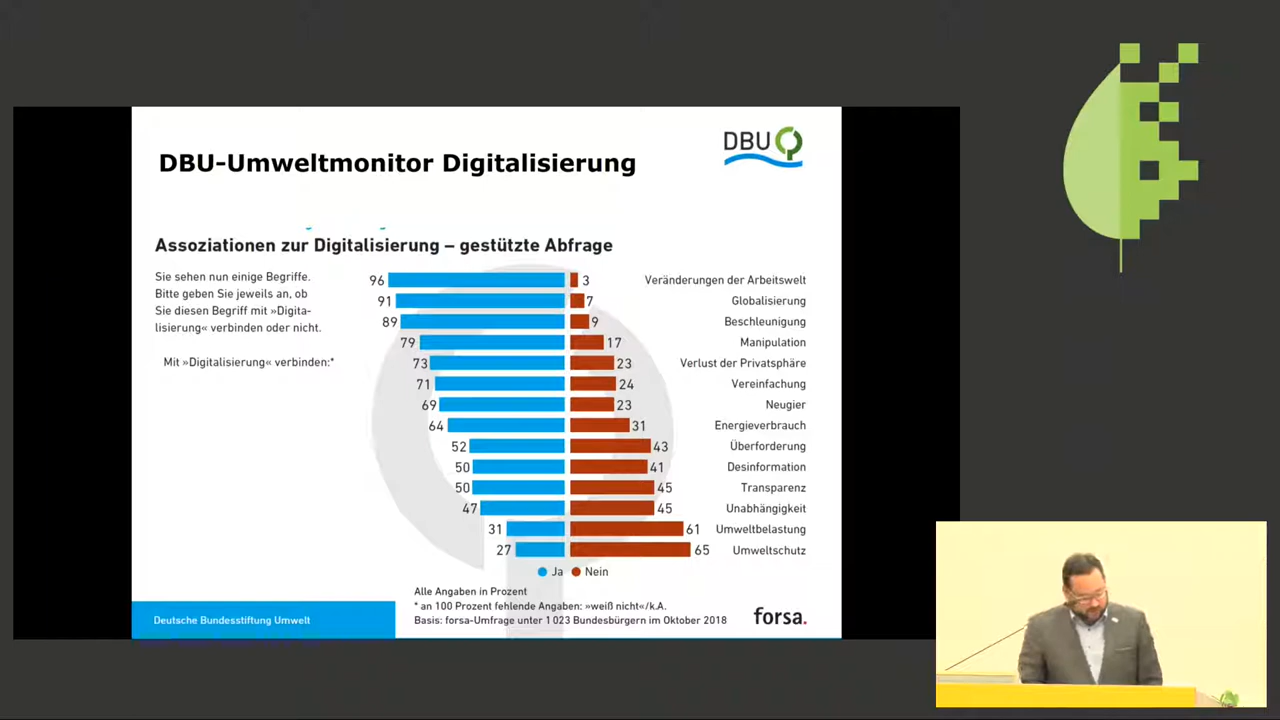 DBU-Umweltmonitor Digitalisierung
DBU
Assoziationen zur Digitalisierung – gestützte Abfrage
Sie sehen nun einige Begriffe.
Bitte geben Sie jeweils an, ob
Sie diesen Begriff mit »Digita-
lisierung« verbinden oder nicht.
Mit »Digitalisierung« verbinden:*
96 3 Veränderungen der Arbeitswelt
91 7 Globalisierung
89 9 Beschleunigung
79 17 Manipulation
73 23 Verlust der Privatsphäre
71 24 Vereinfachung
69 23 Neugier
64 31 Energieverbrauch
52 43 Überforderung
50 41 Desinformation
50 45 Transparenz
47 45 Unabhängigkeit
31 61 Umweltbelastung
27 65 Umweltschutz
Ja Nein
Alle Angaben in Prozent
* an 100 Prozent fehlende Angaben: »weiß nicht«/k.A.
Basis: forsa-Umfrage unter 1 023 Bundesbürgern im Oktober 2018
forsa.
Deutsche Bundesstiftung Umwelt